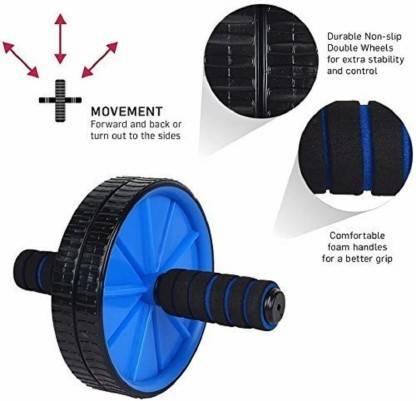 Durable Non-slip
Double Wheels
for extra stability
and control
MOVEMENT
Forward and back or
turn out to the sides
Comfortable
foam handles
for a better grip